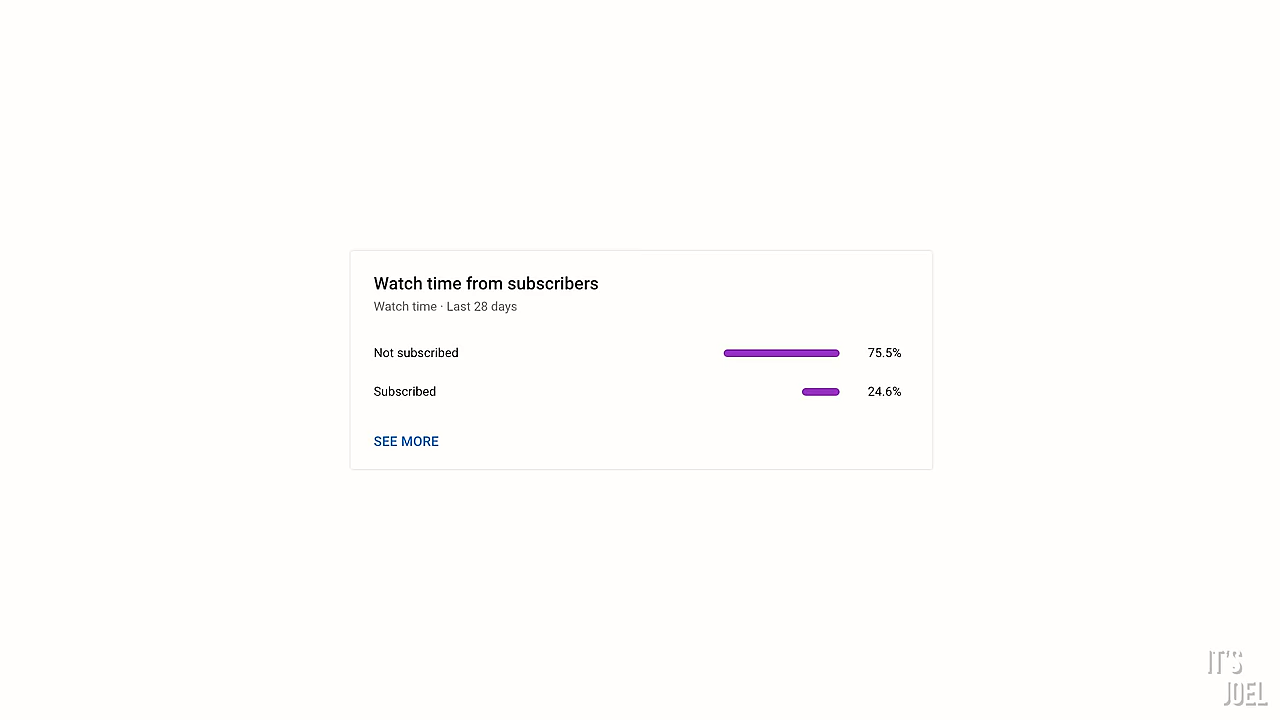 Watch time from subscribers
Watch time · Last 28 days
Not subscribed 75.5%
Subscribed 24.6%
SEE MORE
IT'S
JOEL